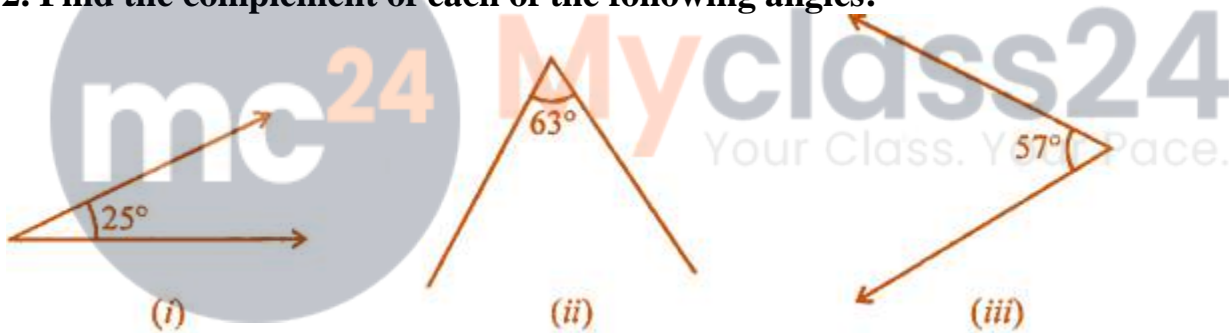 2. Find the complement of each of the following angles:
mc24
Myclass24
Your Class. Your Pace.
25°
63°
57°
(i)
(ii)
(iii)